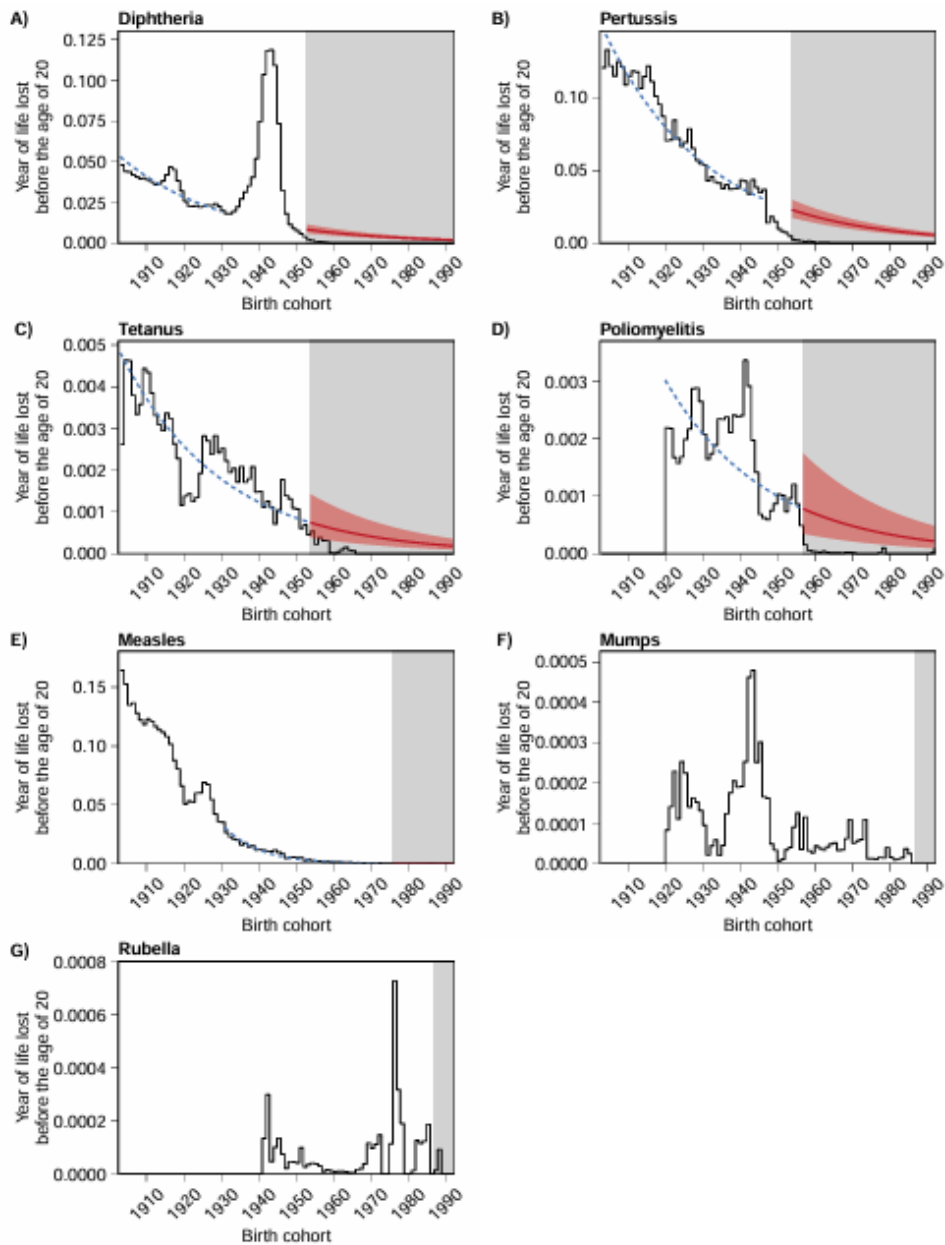 A) Diphtheria
Year of life lost
before the age of 20
0.125
0.100
0.075
0.050
0.025
0.000
1910 1920 1930 1940 1950 1960 1970 1980 1990
Birth cohort
B) Pertussis
Year of life lost
before the age of 20
0.10
0.05
0.00
1910 1920 1930 1940 1950 1960 1970 1980 1990
Birth cohort
C) Tetanus
Year of life lost
before the age of 20
0.005
0.004
0.003
0.002
0.001
0.000
1910 1920 1930 1940 1950 1960 1970 1980 1990
Birth cohort
D) Poliomyelitis
Year of life lost
before the age of 20
0.003
0.002
0.001
0.000
1910 1920 1930 1940 1950 1960 1970 1980 1990
Birth cohort
E) Measles
Year of life lost
before the age of 20
0.15
0.10
0.05
0.00
1910 1920 1930 1940 1950 1960 1970 1980 1990
Birth cohort
F) Mumps
Year of life lost
before the age of 20
0.0005
0.0004
0.0003
0.0002
0.0001
0.0000
1910 1920 1930 1940 1950 1960 1970 1980 1990
Birth cohort
G) Rubella
Year of life lost
before the age of 20
0.0008
0.0006
0.0004
0.0002
0.0000
1910 1920 1930 1940 1950 1960 1970 1980 1990
Birth cohort